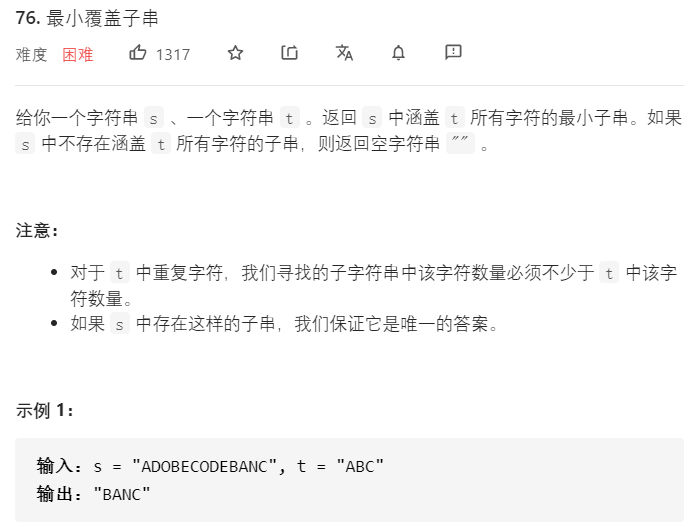 76. 最小覆盖子串
难度 困难 1317
给你一个字符串 s 、一个字符串 t 。返回 s 中涵盖 t 所有字符的最小子串。如果
s 中不存在涵盖 t 所有字符的子串，则返回空字符串 "" 。
注意：
对于 t 中重复字符，我们寻找的子字符串中该字符数量必须不少于 t 中该字
符数量。
如果 s 中存在这样的子串，我们保证它是唯一的答案。
示例 1：
输入：s = "ADOBECODEBANC", t = "ABC"
输出："BANC"